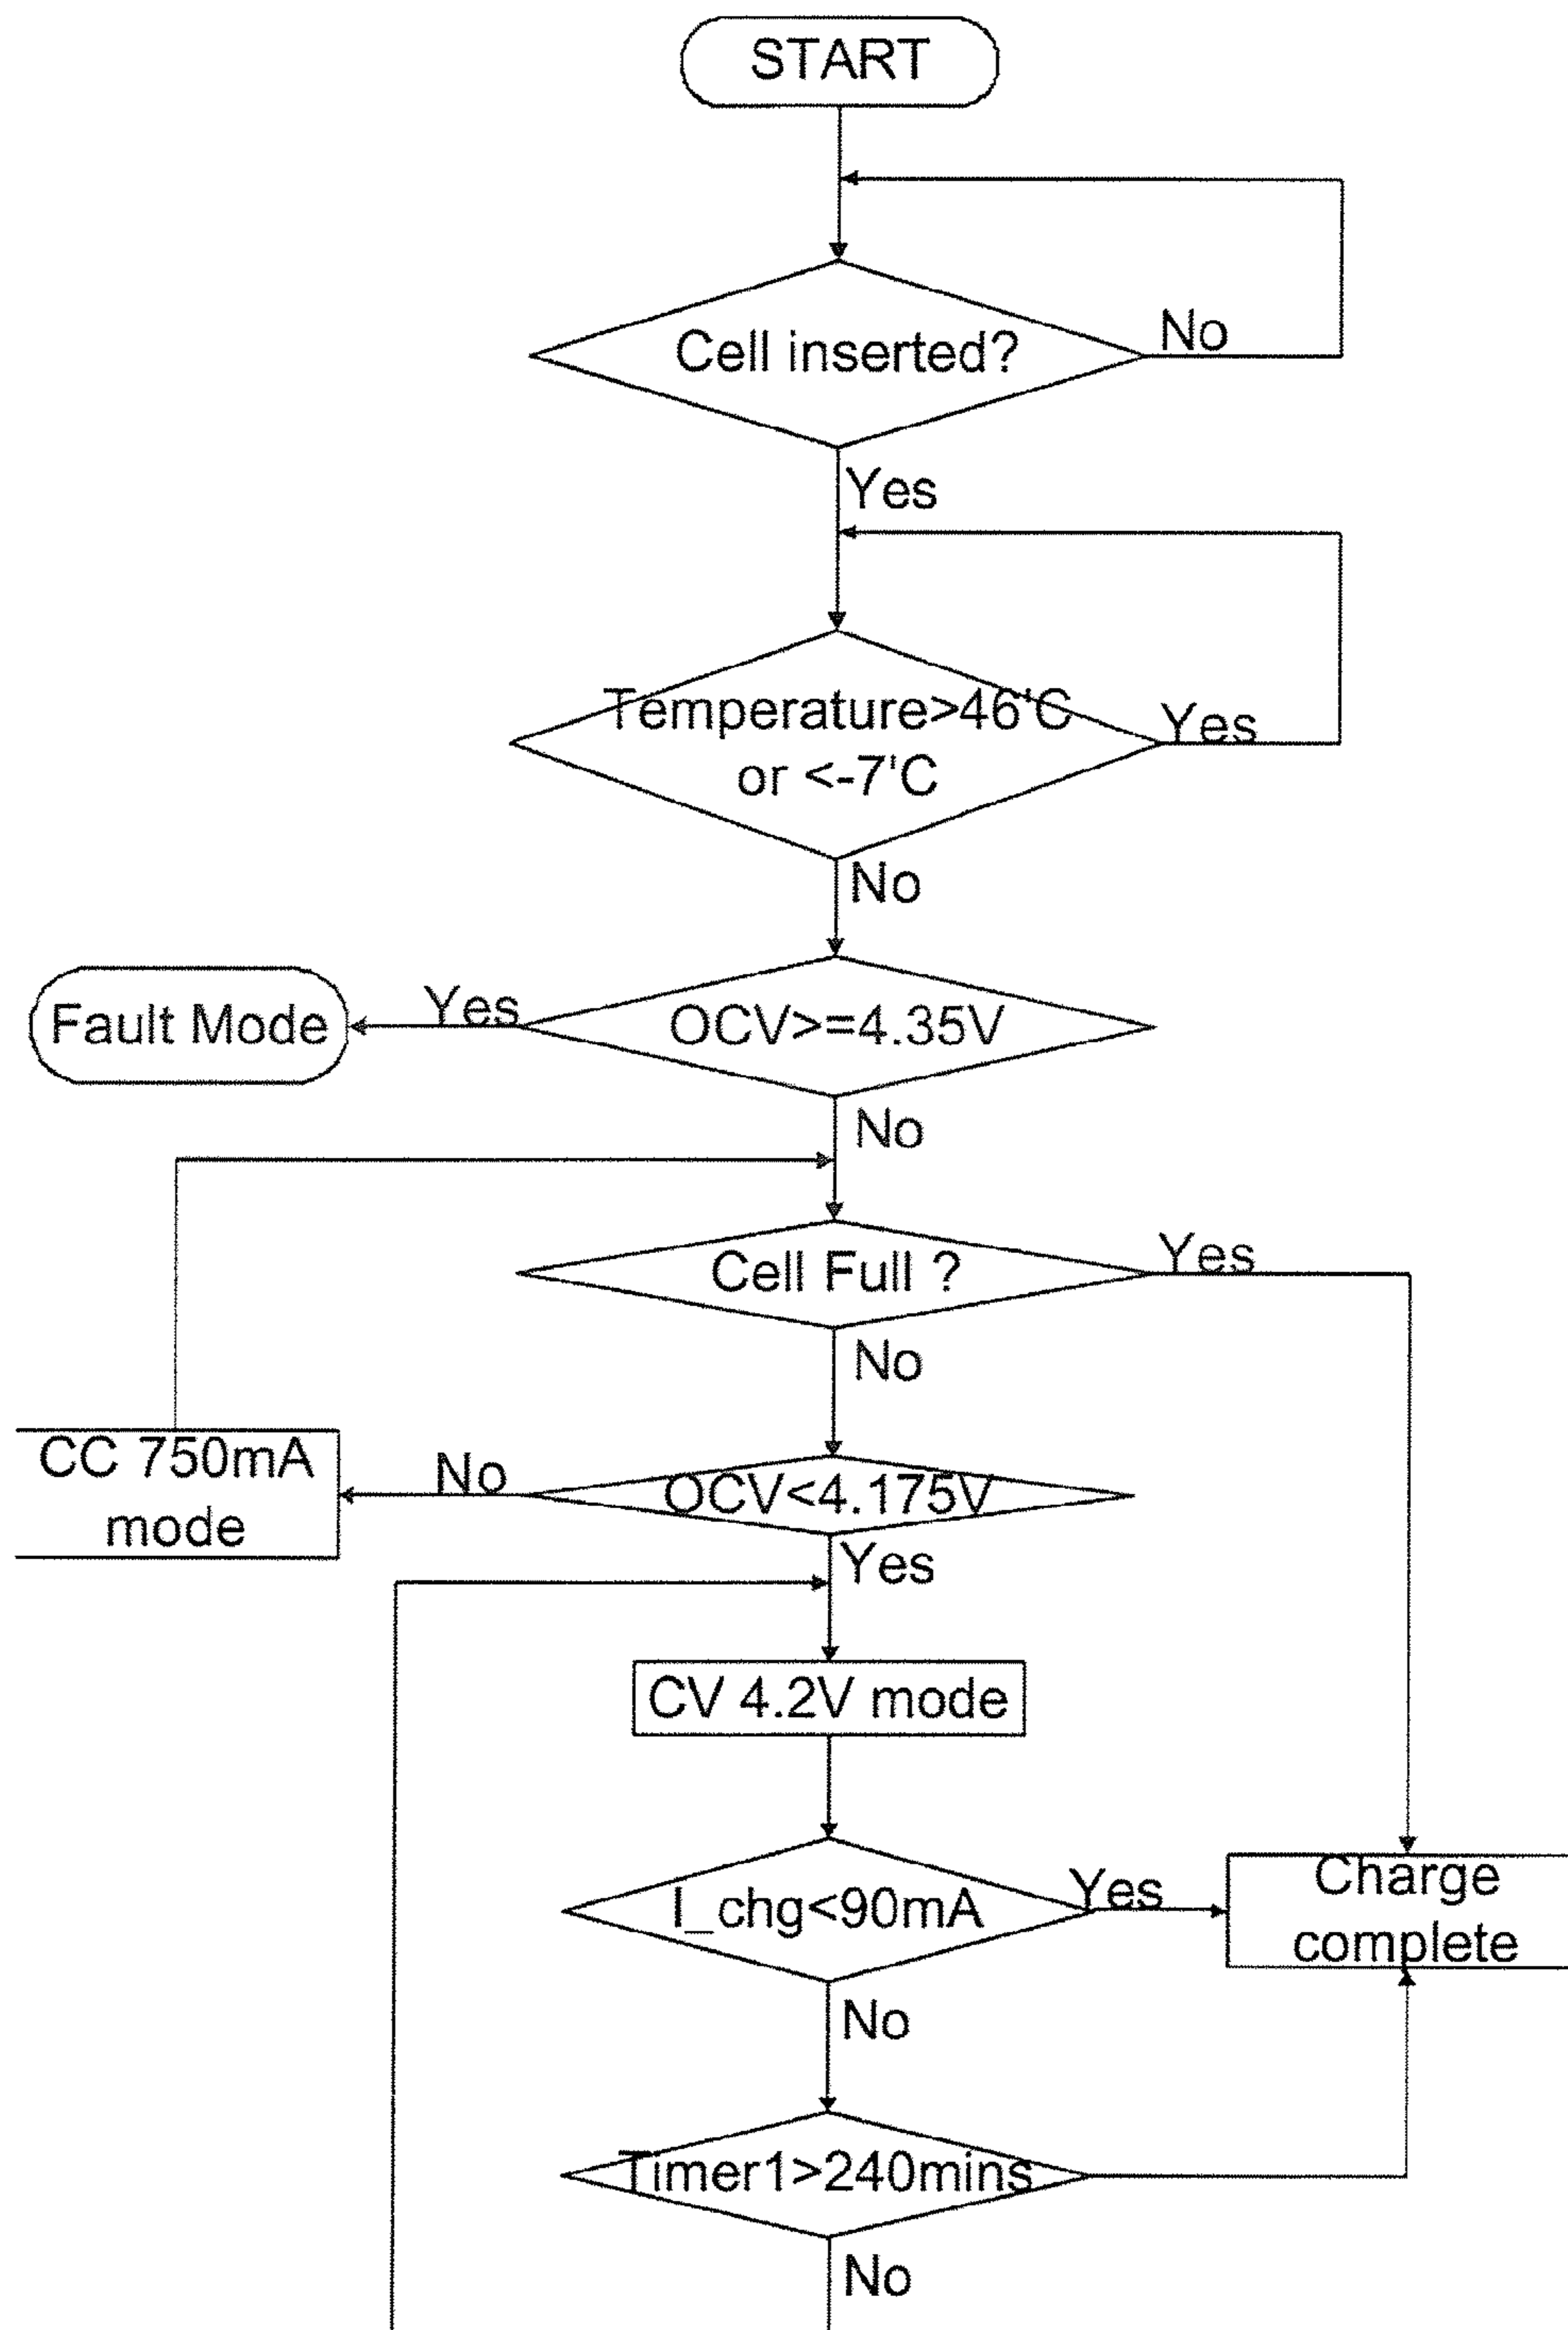 START
Cell inserted?
No
Yes
Temperature>46'C
or <-7'C
Yes
No
Fault Mode
Yes
OCV>=4.35V
No
Cell Full ?
Yes
No
CC 750mA
mode
No
OCV<4.175V
Yes
CV 4.2V mode
I_chg<90mA
Yes
Charge
complete
No
Timer1>240mins
No